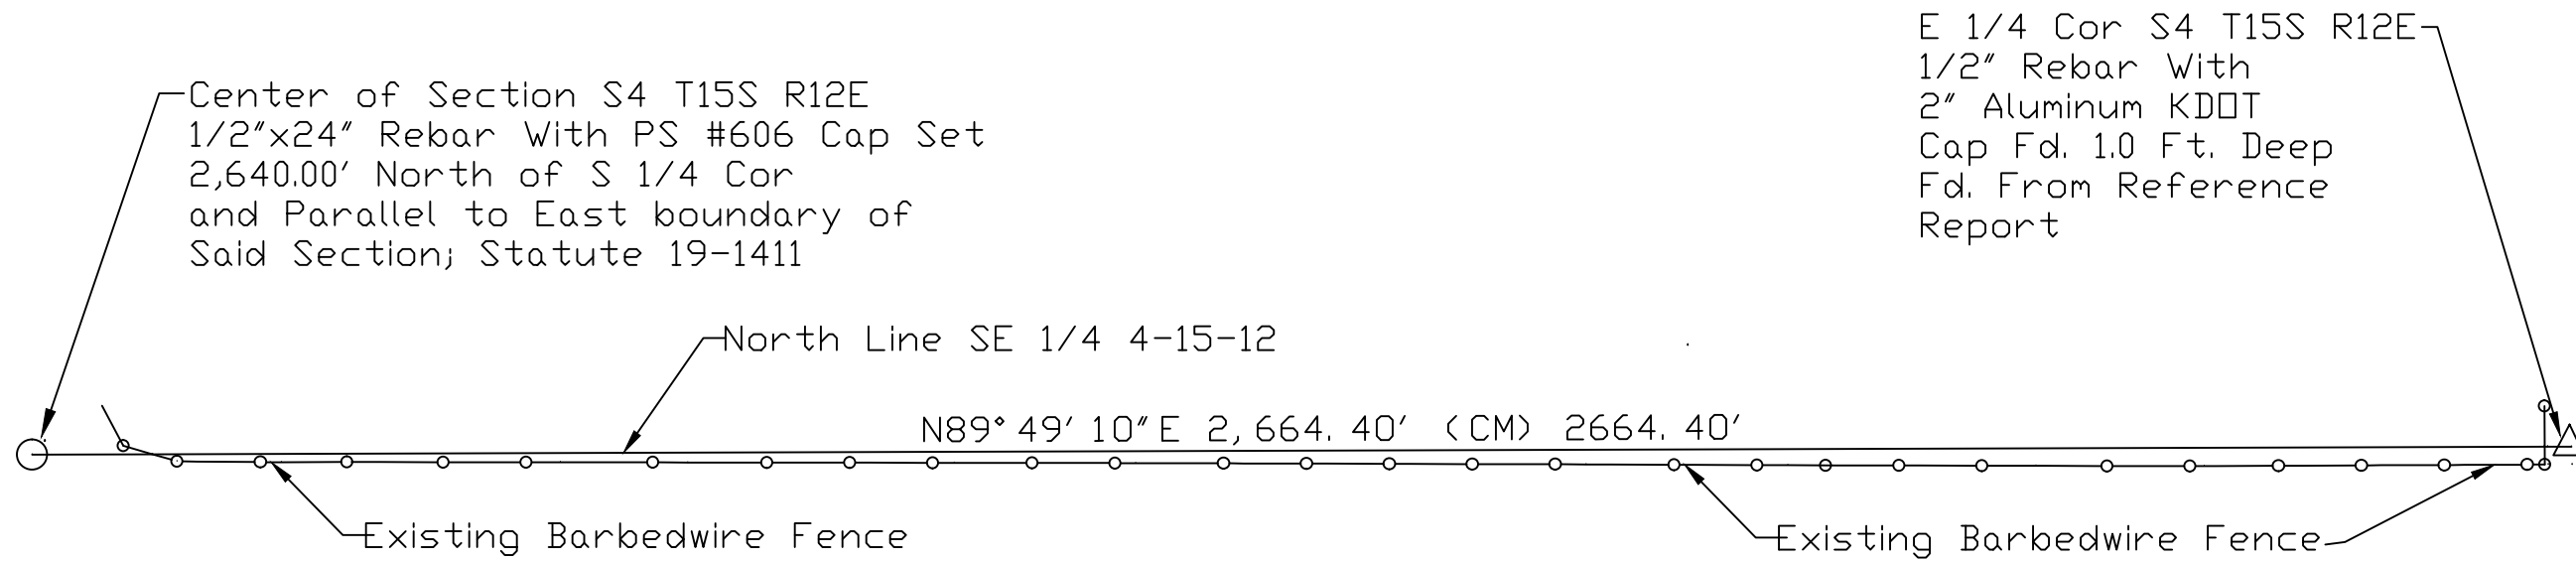 E 1/4 Cor S4 T15S R12E
1/2" Rebar With
2" Aluminum KDOT
Cap Fd. 1.0 Ft. Deep
Fd. From Reference
Report
Center of Section S4 T15S R12E
1/2"x24" Rebar With PS #606 Cap Set
2,640.00' North of S 1/4 Cor
and Parallel to East boundary of
Said Section; Statute 19-1411
North Line SE 1/4 4-15-12
N89°49'10"E 2,664.40' (CM) 2664.40'
Existing Barbedwire Fence
Existing Barbedwire Fence